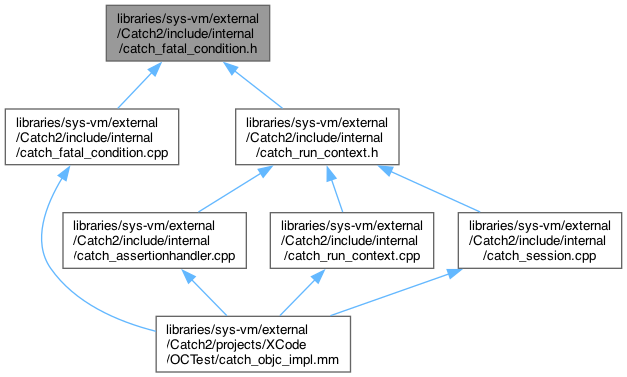 libraries/sys-vm/external
/Catch2/include/internal
/catch_fatal_condition.h
libraries/sys-vm/external
/Catch2/include/internal
/catch_fatal_condition.cpp
libraries/sys-vm/external
/Catch2/include/internal
/catch_run_context.h
libraries/sys-vm/external
/Catch2/include/internal
/catch_assertionhandler.cpp
libraries/sys-vm/external
/Catch2/include/internal
/catch_run_context.cpp
libraries/sys-vm/external
/Catch2/include/internal
/catch_session.cpp
libraries/sys-vm/external
/Catch2/projects/XCode
/OCTest/catch_objc_impl.mm